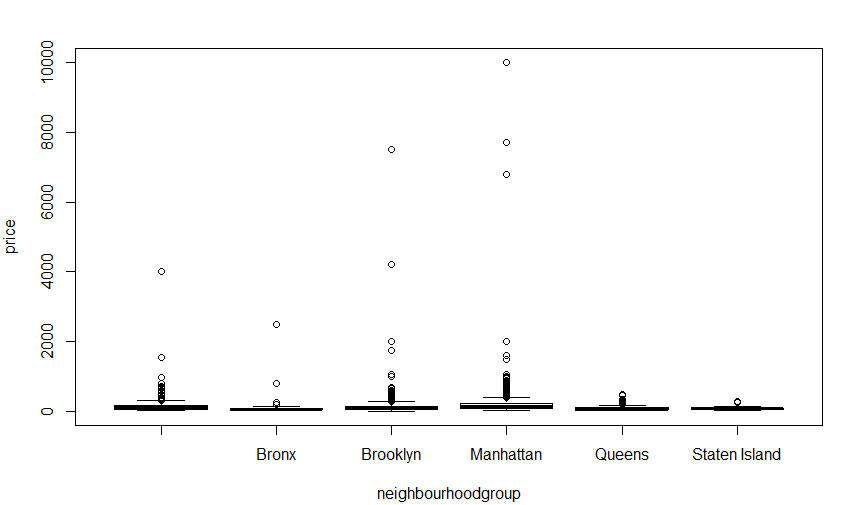 10000
8000
6000
4000
2000
0
price
Bronx
Brooklyn
Manhattan
Queens
Staten Island
neighbourhoodgroup